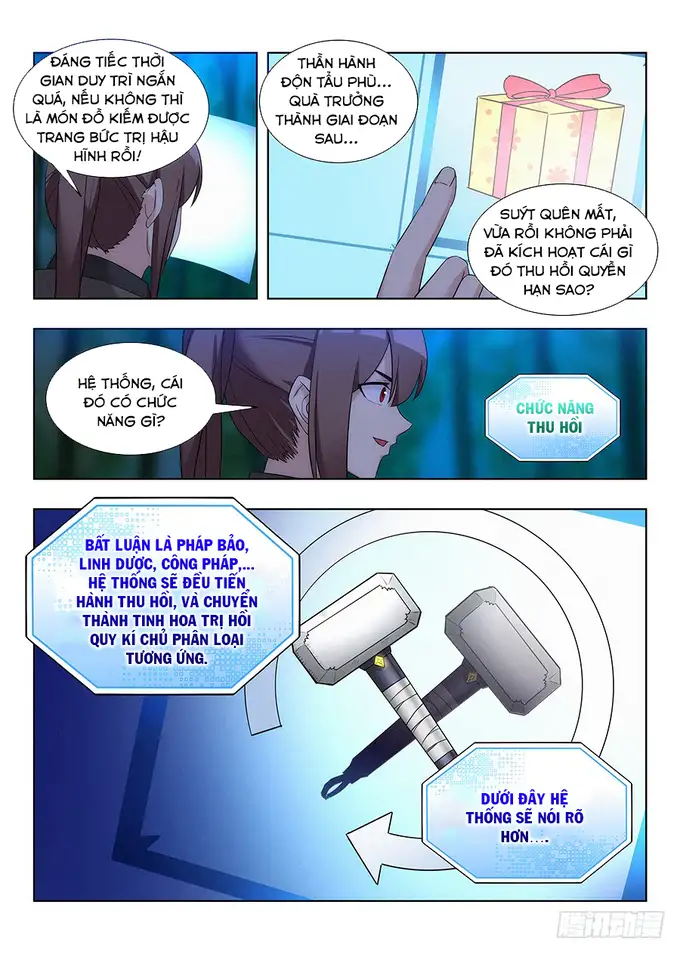 ĐÁNG TIẾC THỜI
GIAN DUY TRÌ NGẮN
QUÁ, NẾU KHÔNG THÌ
LÀ MÓN ĐỒ KIẾM ĐƯỢC
TRANG BỨC TRỊ HẬU
HĨNH RỒI!
THẦN HÀNH
ĐỘN TẨU PHÙ...
QUÀ TRƯỞNG
THÀNH GIAI ĐOẠN
SAU...
SUÝT QUÊN MẤT,
VỪA RỒI KHÔNG PHẢI
ĐÃ KÍCH HOẠT CÁI GÌ
ĐÓ THU HỒI QUYỀN
HẠN SAO?
HỆ THỐNG, CÁI
ĐÓ CÓ CHỨC
NĂNG GÌ?
CHỨC NĂNG
THU HỒI
BẤT LUẬN LÀ PHÁP BẢO,
LINH DƯỢC, CÔNG PHÁP,...
HỆ THỐNG SẼ ĐỀU TIẾN
HÀNH THU HỒI, VÀ CHUYỂN
THÀNH TINH HOA TRỊ HỒI
QUY KÍ CHỦ PHÂN LOẠI
TƯƠNG ỨNG.
DƯỚI ĐÂY HỆ
THỐNG SẼ NÓI RÕ
HƠN.....
腾讯动漫